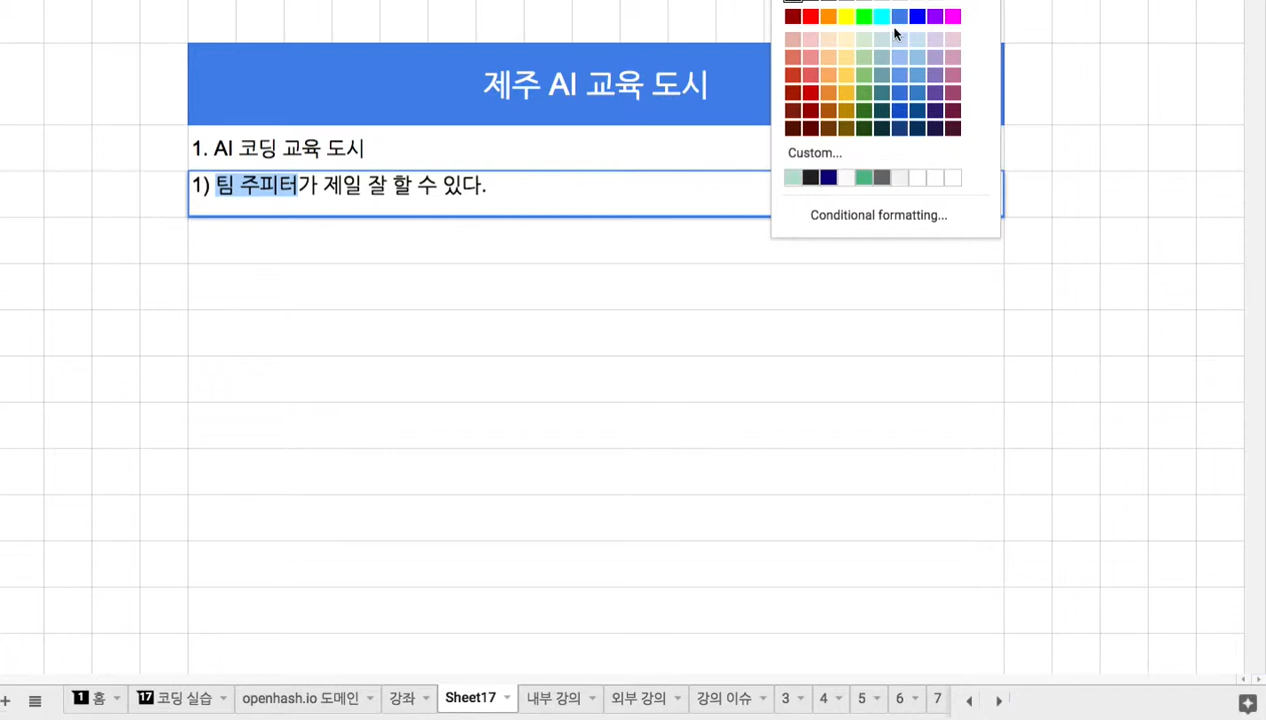 제주 AI 교육 도시
1. AI 코딩 교육 도시
1) 팀 주피터가 제일 잘 할 수 있다.
Custom...
Conditional formatting...
1 홈 17 코딩 실습 openhash.io 도메인 강좌 Sheet17 내부 강의 외부 강의 강의 이슈 3 4 5 6 7